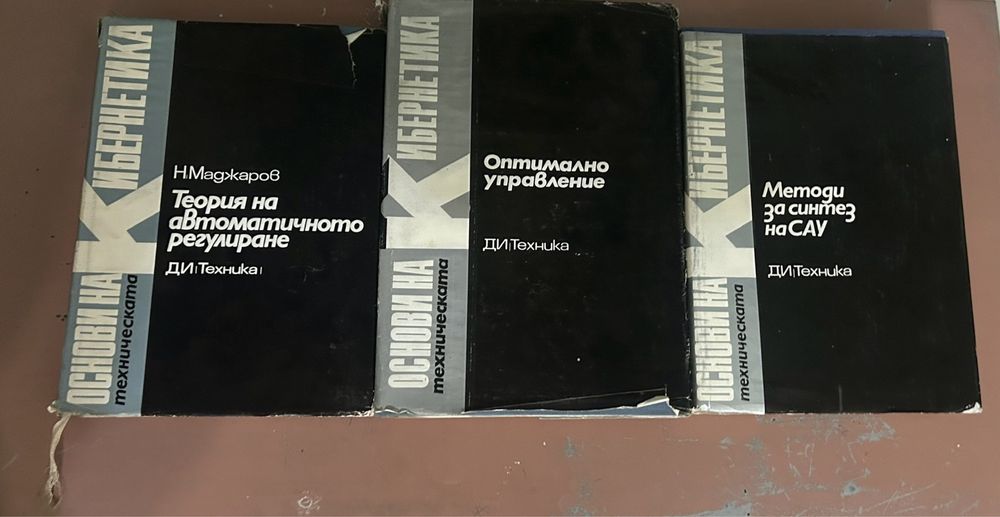 ОСНОВИ НА КИБЕРНЕТИКА
техническата
Н. Маджаров
Теория на
автоматичното
регулиране
ДИ|Техника|
ОСНОВИ НА КИБЕРНЕТИКА
техническата
Оптимално
управление
ДИ|Техника
ОСНОВИ НА КИБЕРНЕТИКА
техническата
Методи
за синтез
на САУ
ДИ|Техника